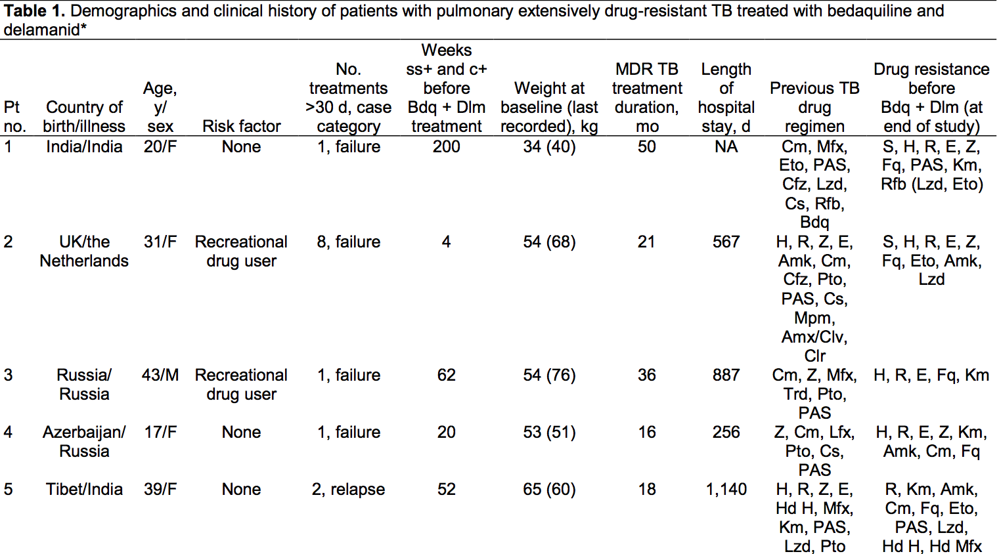 Table 1. Demographics and clinical history of patients with pulmonary extensively drug-resistant TB treated with bedaquiline and
delamanid*
Pt no. Country of birth/illness Age, y/ sex Risk factor No. treatments >30 d, case category Weeks ss+ and c+ before Bdq + Dlm treatment Weight at baseline (last recorded), kg MDR TB treatment duration, mo Length of hospital stay, d Previous TB drug regimen Drug resistance before Bdq + Dlm (at end of study)
1 India/India 20/F None 1, failure 200 34 (40) 50 NA Cm, Mfx, Eto, PAS, Cfz, Lzd, Cs, Rfb, Bdq S, H, R, E, Z, Fq, PAS, Km, Rfb (Lzd, Eto)
2 UK/the Netherlands 31/F Recreational drug user 8, failure 4 54 (68) 21 567 H, R, Z, E, Amk, Cm, Cfz, Pto, PAS, Cs, Mpm, Amx/Clv, Clr S, H, R, E, Z, Fq, Eto, Amk, Lzd
3 Russia/ Russia 43/M Recreational drug user 1, failure 62 54 (76) 36 887 Cm, Z, Mfx, Trd, Pto, PAS H, R, E, Fq, Km
4 Azerbaijan/ Russia 17/F None 1, failure 20 53 (51) 16 256 Z, Cm, Lfx, Pto, Cs, PAS H, R, E, Z, Km, Amk, Cm, Fq
5 Tibet/India 39/F None 2, relapse 52 65 (60) 18 1,140 H, R, Z, E, Hd H, Mfx, Km, PAS, Lzd, Pto R, Km, Amk, Cm, Fq, Eto, PAS, Lzd, Hd H, Hd Mfx